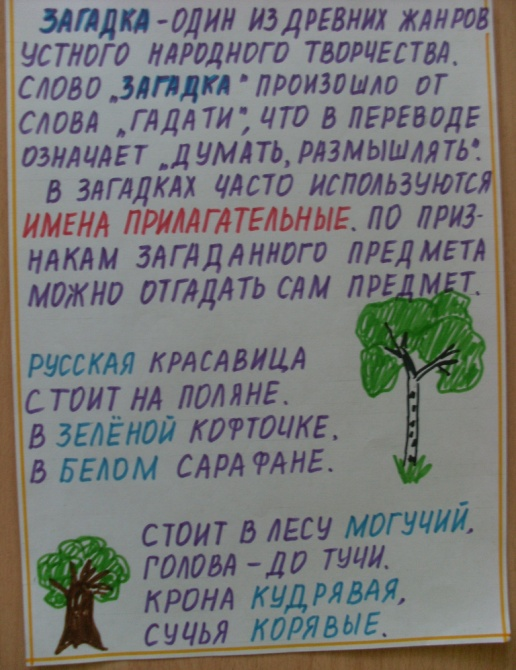 ЗАГАДКА - ОДИН ИЗ ДРЕВНИХ ЖАНРОВ
УСТНОГО НАРОДНОГО ТВОРЧЕСТВА.
СЛОВО „ЗАГАДКА" ПРОИЗОШЛО ОТ
СЛОВА „ГАДАТИ", ЧТО В ПЕРЕВОДЕ
ОЗНАЧАЕТ „ДУМАТЬ, РАЗМЫШЛЯТЬ".
В ЗАГАДКАХ ЧАСТО ИСПОЛЬЗУЮТСЯ
ИМЕНА ПРИЛАГАТЕЛЬНЫЕ. ПО ПРИЗ-
НАКАМ ЗАГАДАННОГО ПРЕДМЕТА
МОЖНО ОТГАДАТЬ САМ ПРЕДМЕТ.
РУССКАЯ КРАСАВИЦА
СТОИТ НА ПОЛЯНЕ.
В ЗЕЛЁНОЙ КОФТОЧКЕ,
В БЕЛОМ САРАФАНЕ.
СТОИТ В ЛЕСУ МОГУЧИЙ,
ГОЛОВА - ДО ТУЧИ.
КРОНА КУДРЯВАЯ,
СУЧЬЯ КОРЯВЫЕ.